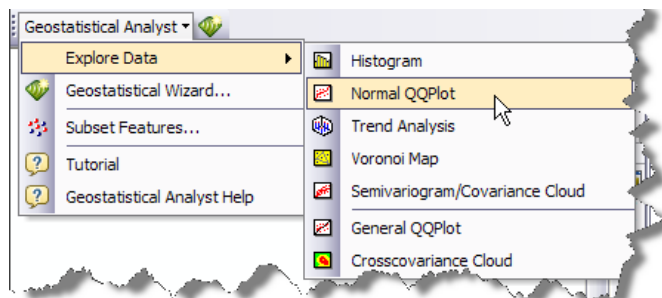 Geostatistical Analyst
Explore Data
Geostatistical Wizard...
Subset Features...
Tutorial
Geostatistical Analyst Help
Histogram
Normal QQPlot
Trend Analysis
Voronoi Map
Semivariogram/Covariance Cloud
General QQPlot
Crosscovariance Cloud